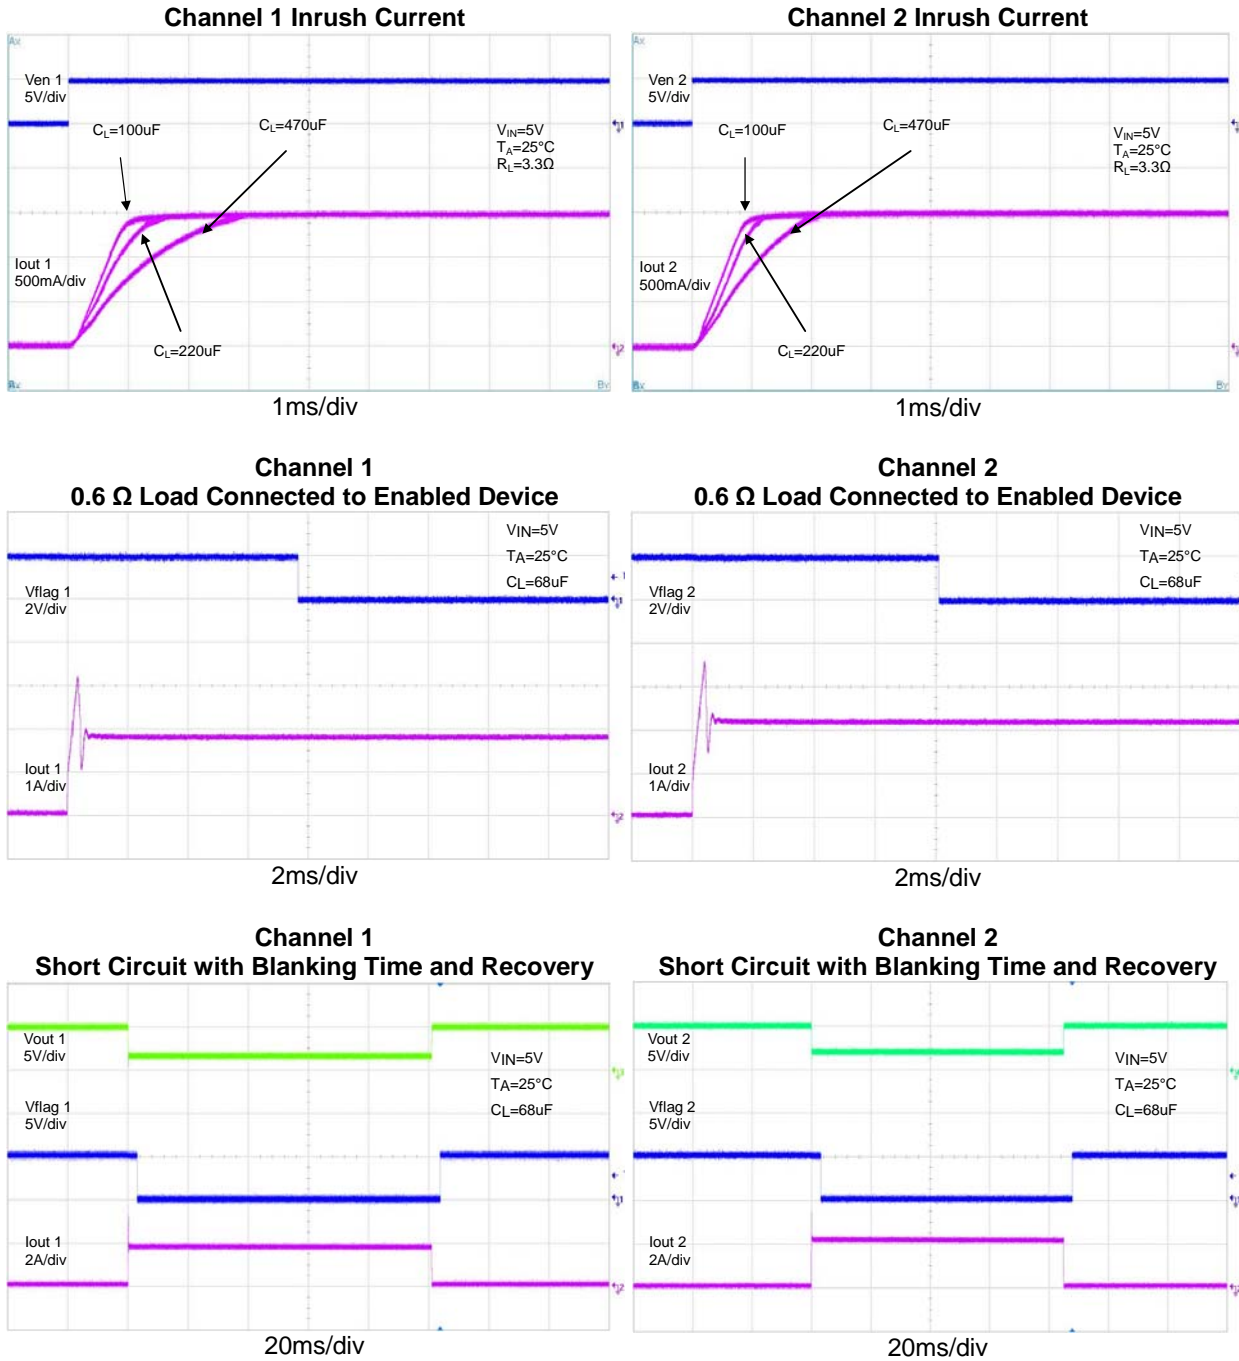 Channel 1 Inrush Current
Ven 1
5V/div
CL=100uF
CL=470uF
VIN=5V
TA=25°C
RL=3.3Ω
Iout 1
500mA/div
CL=220uF
1ms/div
Channel 2 Inrush Current
Ven 2
5V/div
CL=100uF
CL=470uF
VIN=5V
TA=25°C
RL=3.3Ω
Iout 2
500mA/div
CL=220uF
1ms/div
Channel 1
0.6 Ω Load Connected to Enabled Device
VIN=5V
TA=25°C
CL=68uF
Vflag 1
2V/div
Iout 1
1A/div
2ms/div
Channel 2
0.6 Ω Load Connected to Enabled Device
VIN=5V
TA=25°C
CL=68uF
Vflag 2
2V/div
Iout 2
1A/div
2ms/div
Channel 1
Short Circuit with Blanking Time and Recovery
Vout 1
5V/div
VIN=5V
TA=25°C
CL=68uF
Vflag 1
5V/div
Iout 1
2A/div
20ms/div
Channel 2
Short Circuit with Blanking Time and Recovery
Vout 2
5V/div
VIN=5V
TA=25°C
CL=68uF
Vflag 2
5V/div
Iout 2
2A/div
20ms/div